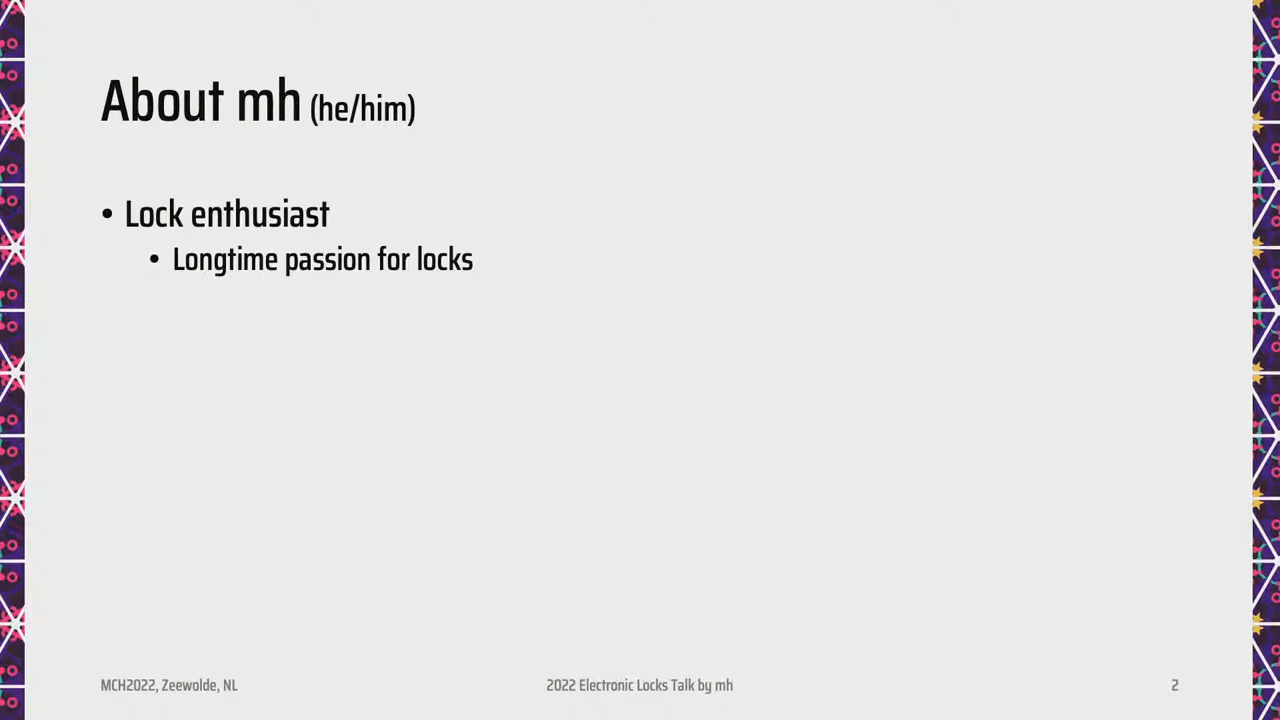 About mh (he/him)
• Lock enthusiast
• Longtime passion for locks
MCH2022, Zeewolde, NL
2022 Electronic Locks Talk by mh
2